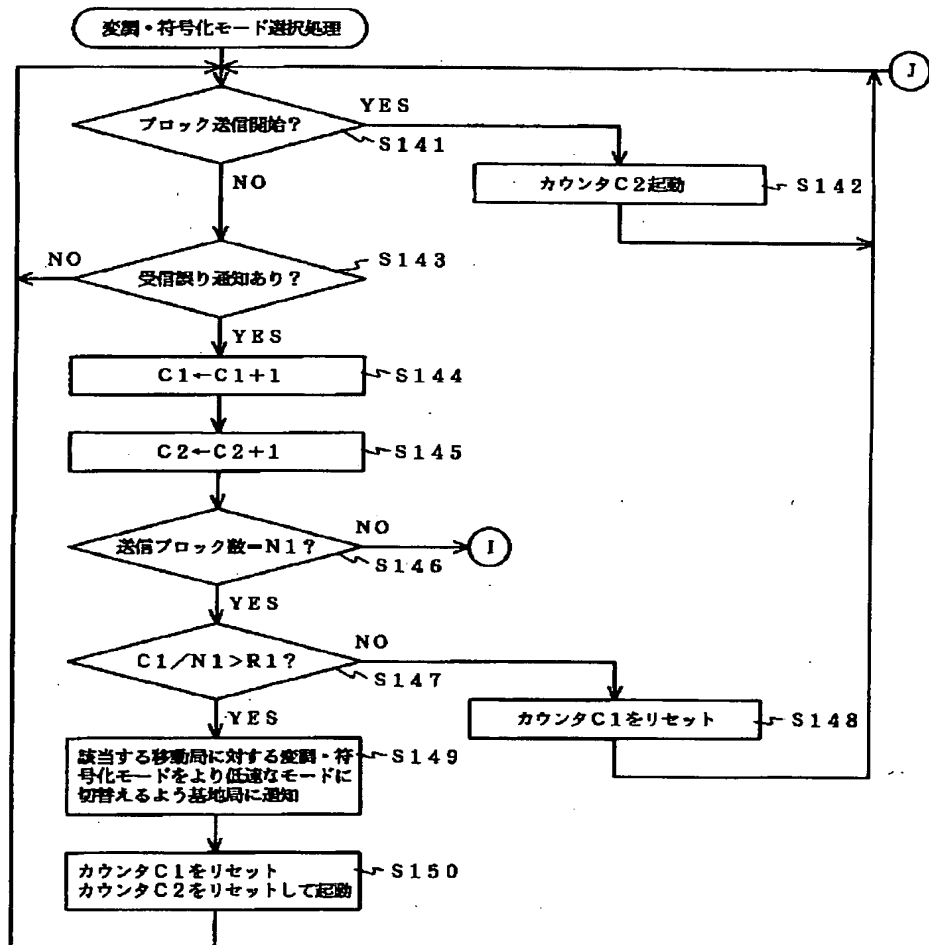 変調・符号化モード選択処理
J
ブロック送信開始?
YES
S141
NO
カウンタC2起動
S142
受信誤り通知あり?
NO
S143
YES
C1←C1+1
S144
C2←C2+1
S145
送信ブロック数=N1?
NO
I
S146
YES
C1/N1>R1?
NO
S147
YES
カウンタC1をリセット
S148
該当する移動局に対する変調・符
号化モードをより低速なモードに
切替えるよう基地局に通知
S149
カウンタC1をリセット
カウンタC2をリセットして起動
S150